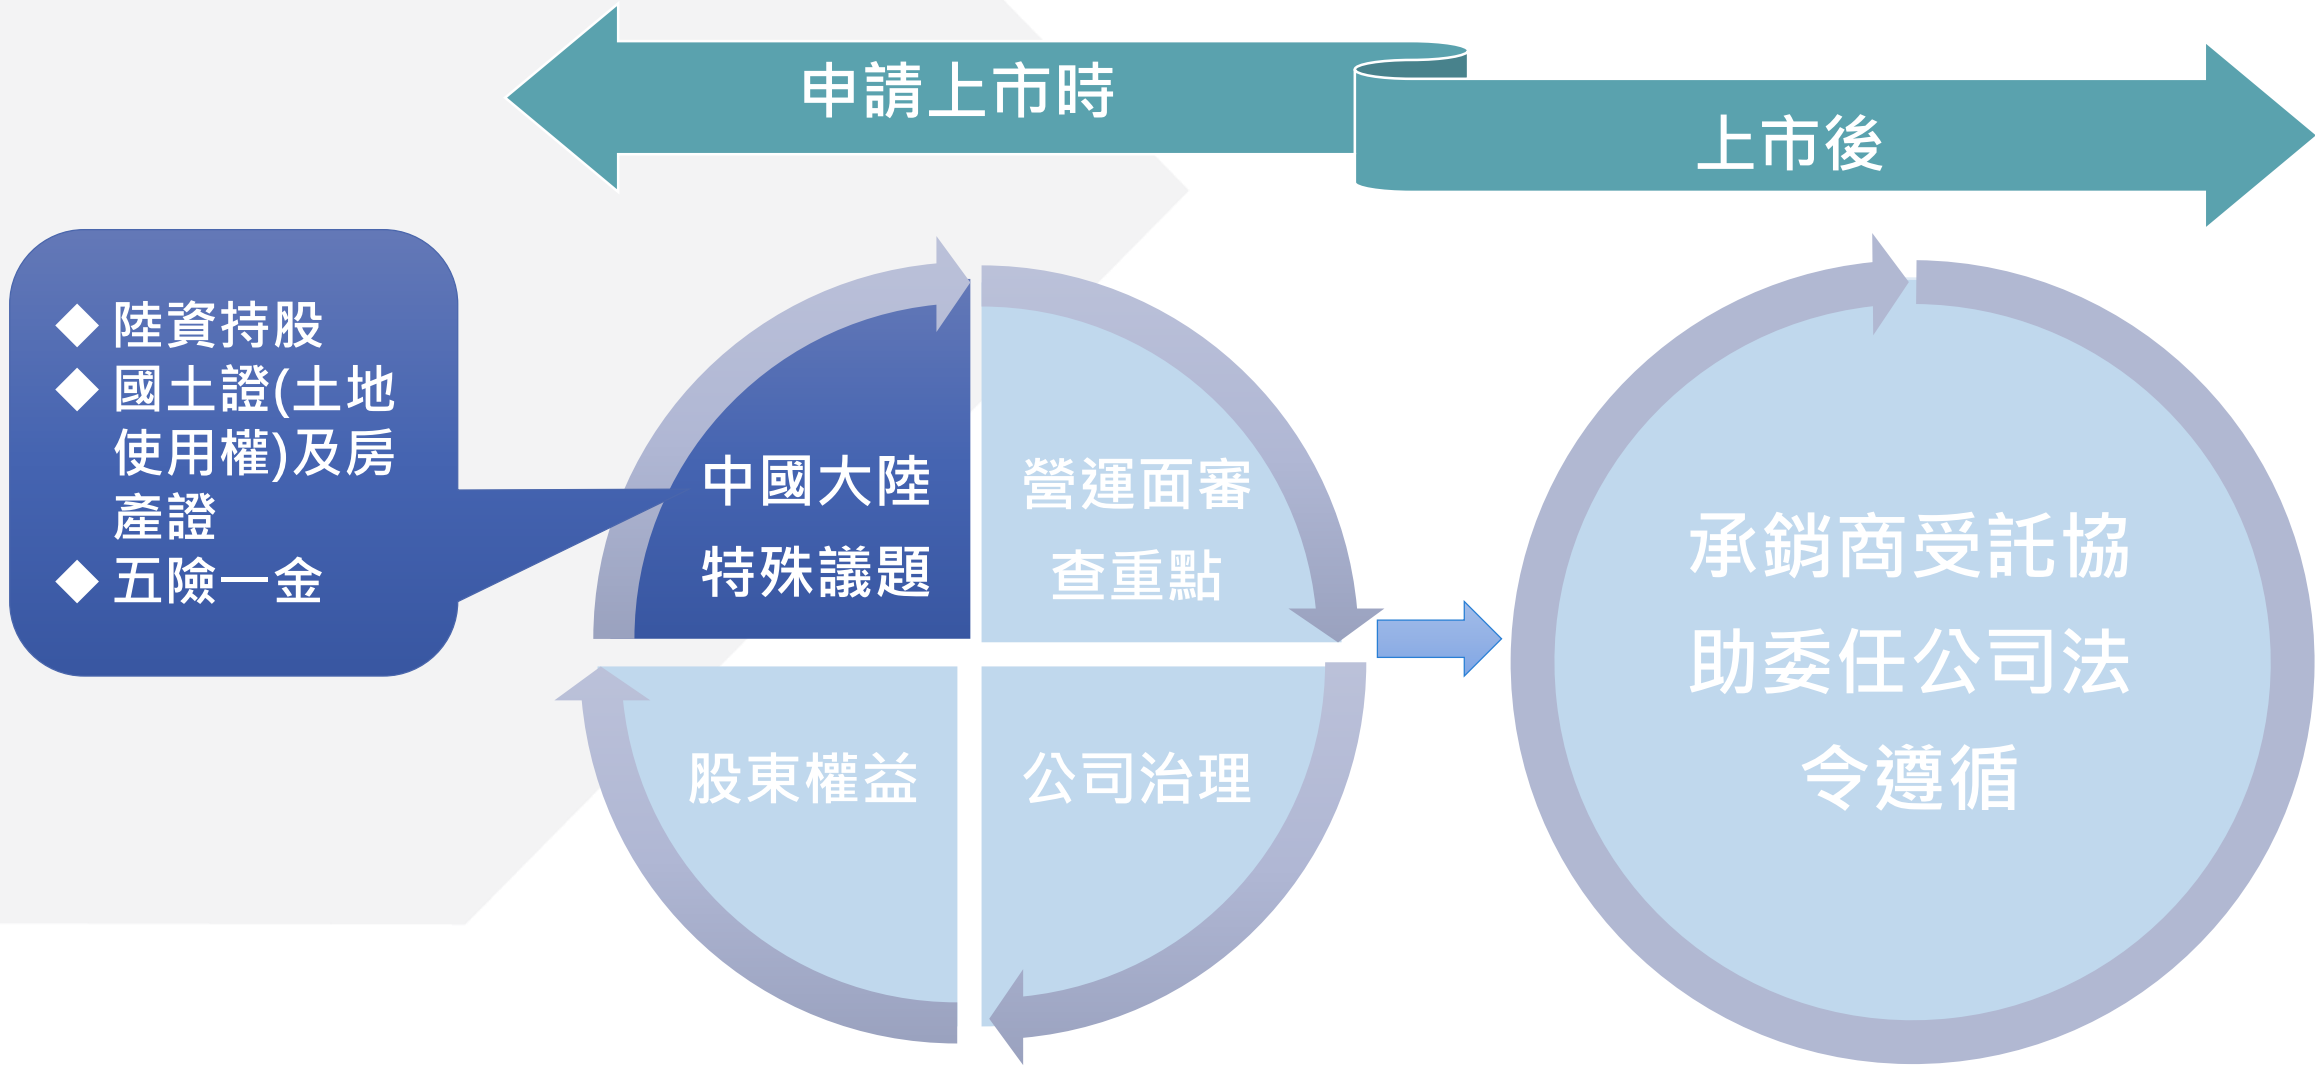 申請上市時
上市後
◆ 陸資持股
◆ 國土證(土地
使用權)及房
產證
◆ 五險一金
中國大陸
特殊議題
營運面審
查重點
股東權益
公司治理
承銷商受託協
助委任公司法
令遵循